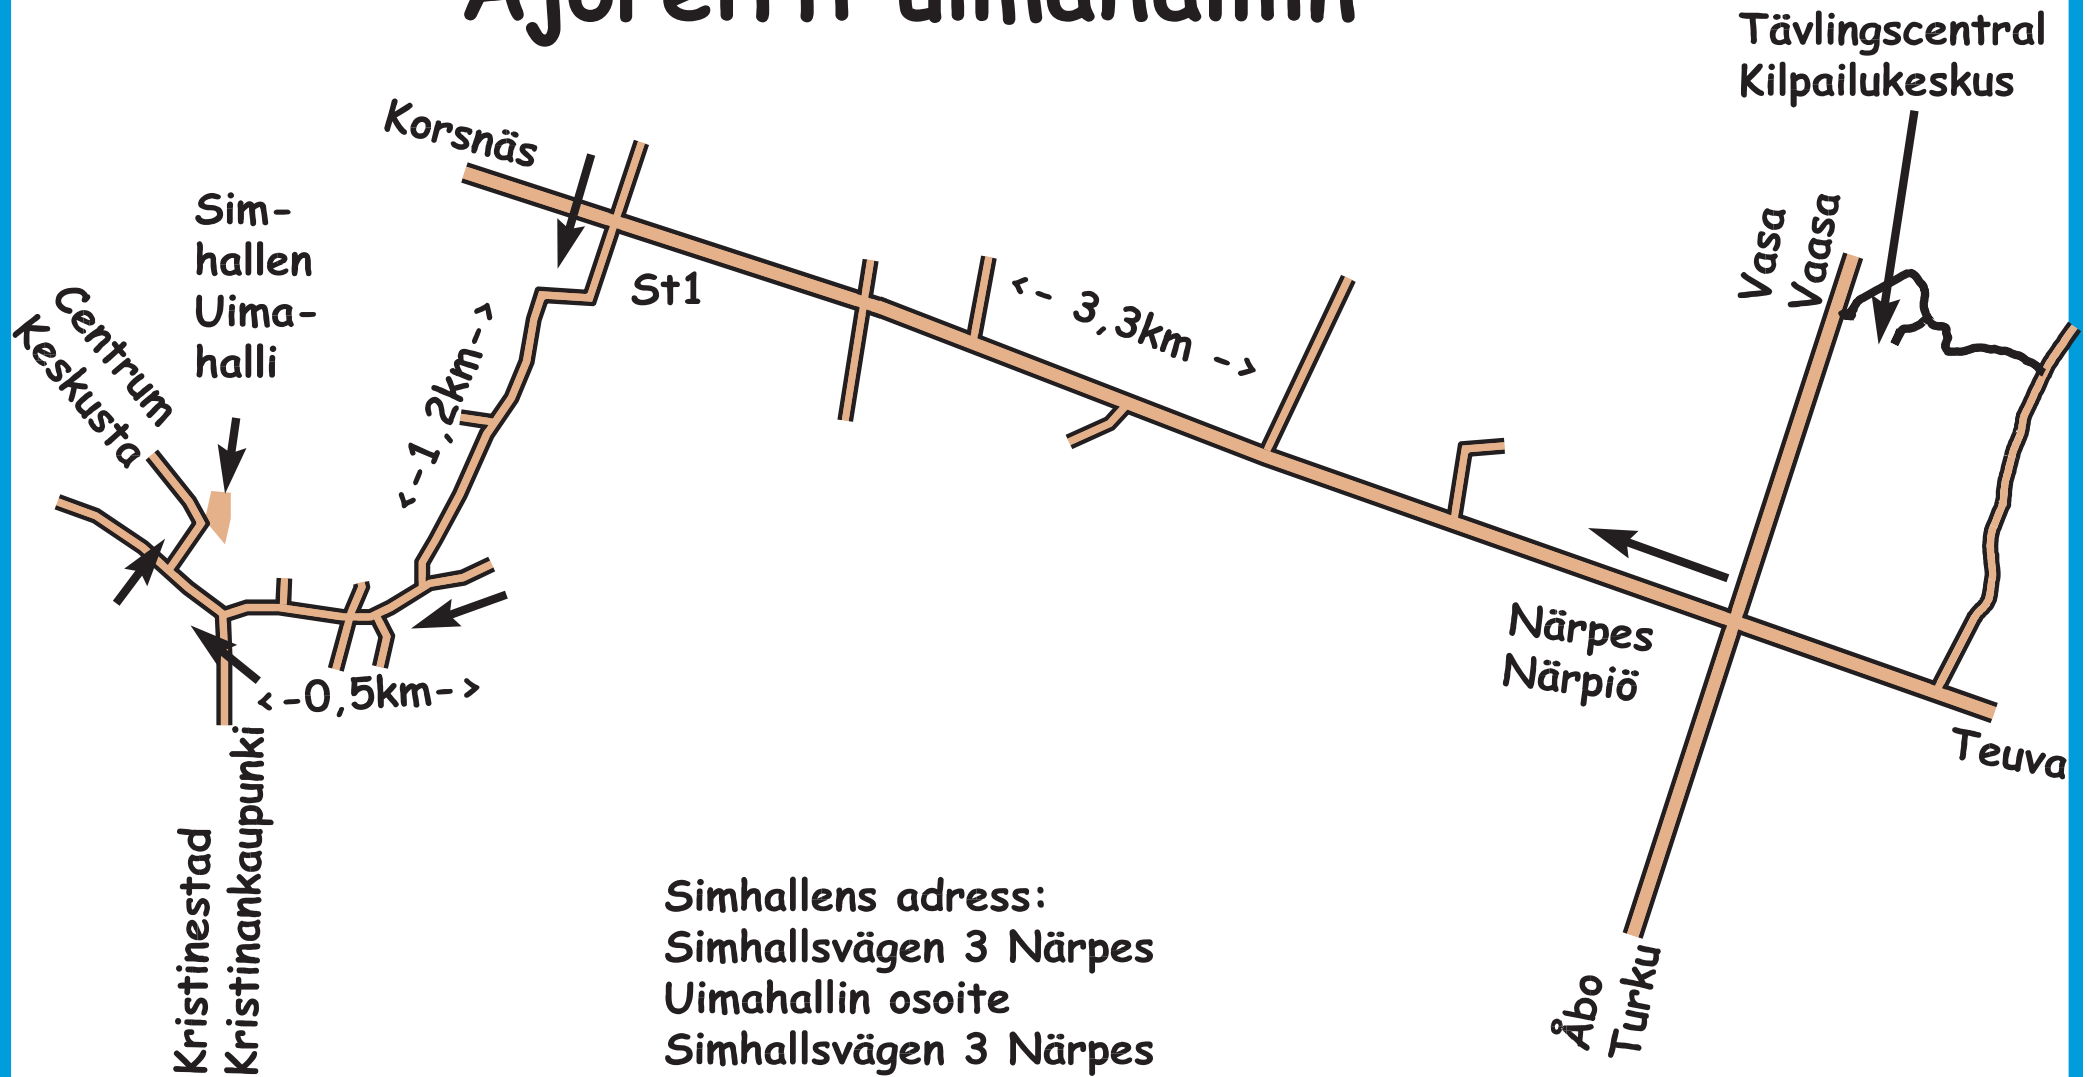 uimahalliin
Tävlingscentral
Kilpailukeskus
Korsnäs
Sim-
hallen
Uima-
halli
Centrum
Keskusta
St1
<-1,2km->
<- 3,3km ->
Vasa
Vaasa
<-0,5km->
Närpes
Närpiö
Teuva
Kristinestad
Kristinankaupunki
Åbo
Turku
Simhallens adress:
Simhallsvägen 3 Närpes
Uimahallin osoite
Simhallsvägen 3 Närpes